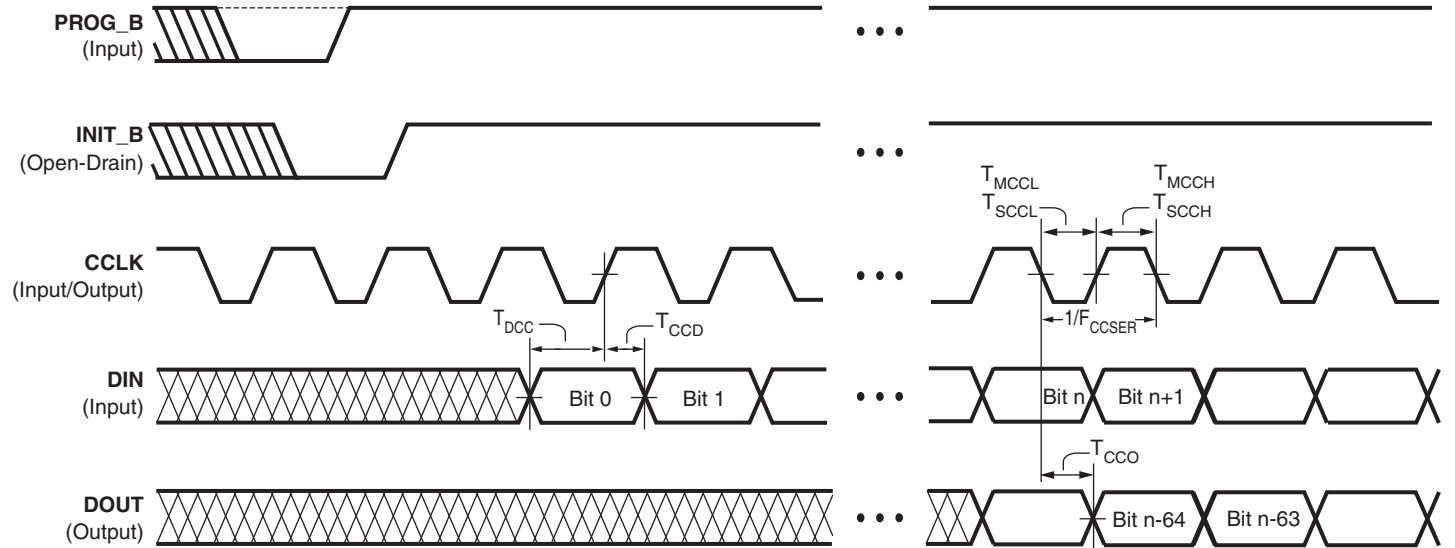 PROG_B
(Input)
INIT_B
(Open-Drain)
T_MCCL
T_SCCL
T_MCCH
T_SCCH
CCLK
(Input/Output)
1/F_CCSER
T_DCC
T_CCD
DIN
(Input)
Bit 0
Bit 1
Bit n
Bit n+1
T_CCO
DOUT
(Output)
Bit n-64
Bit n-63